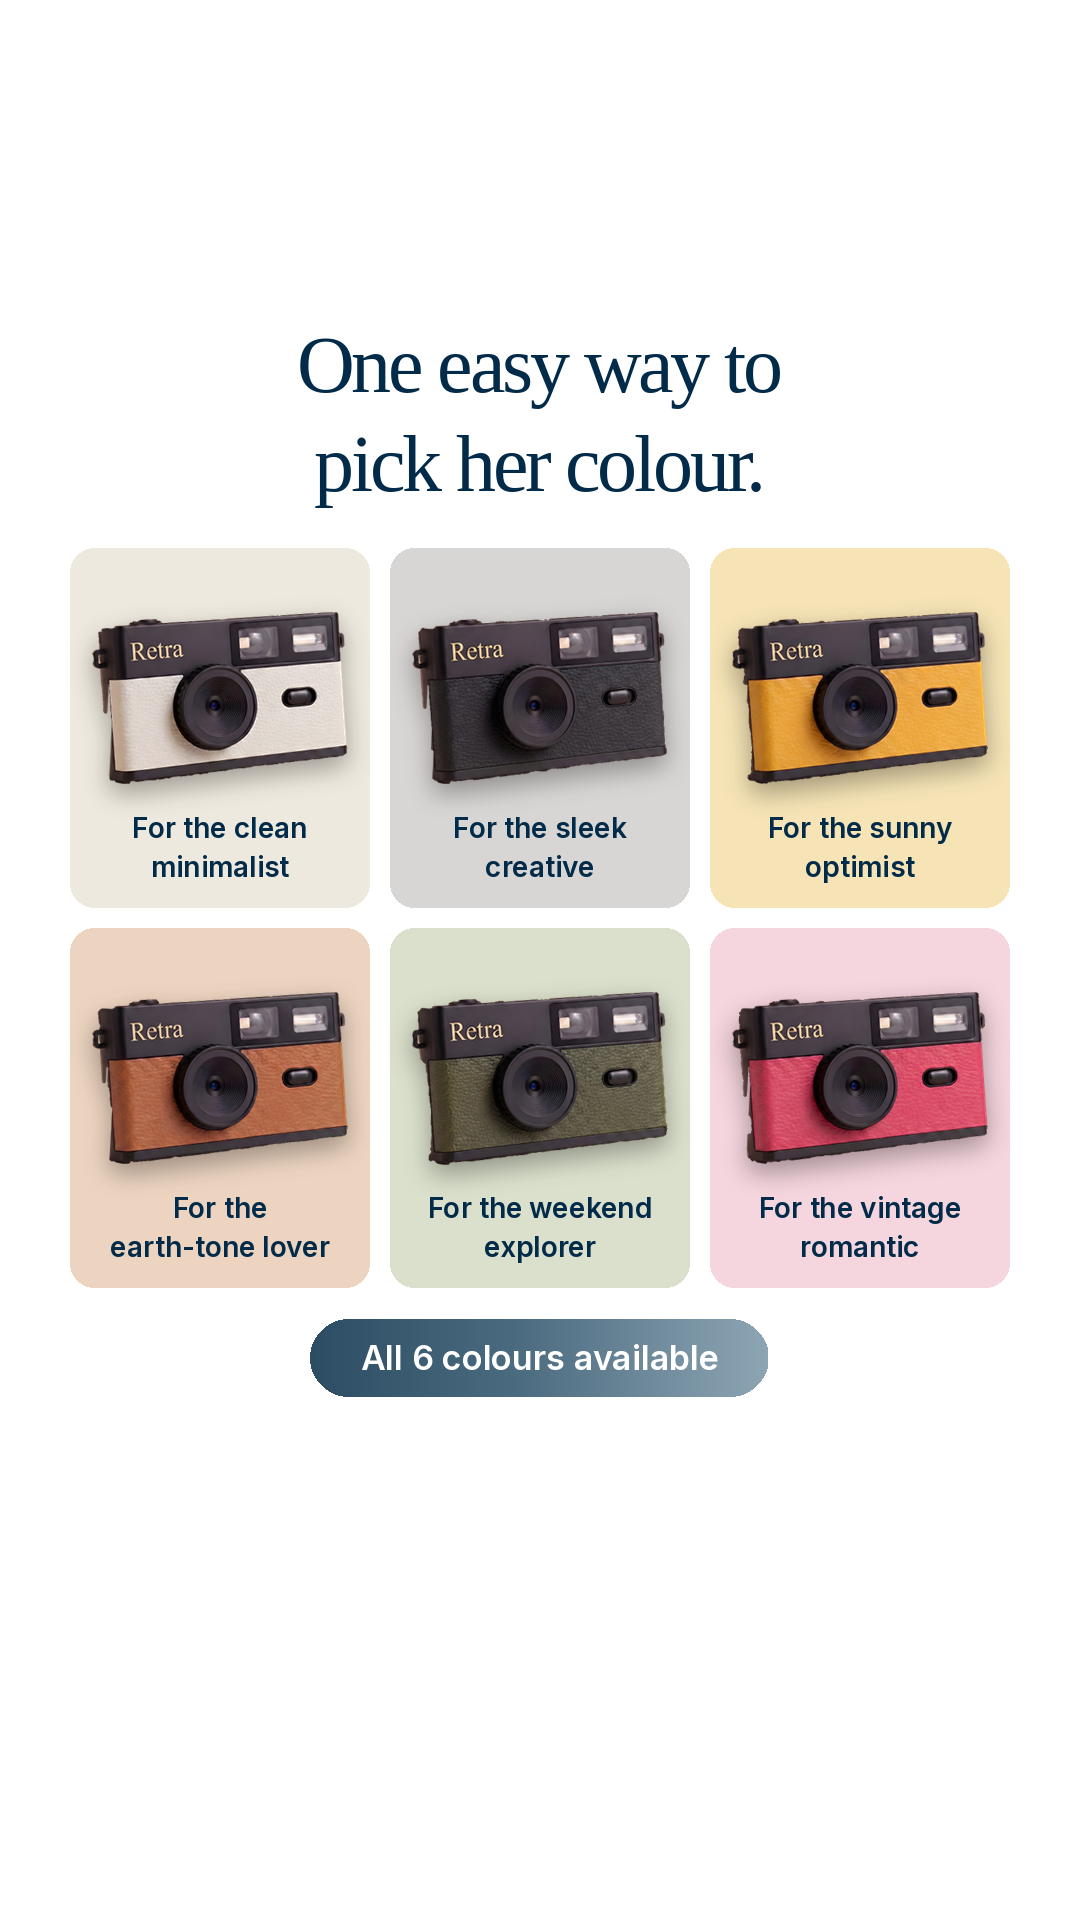 One easy way to
pick her colour.
Retra
Retra
Retra
For the clean
minimalist
For the sleek
creative
For the sunny
optimist
Retra
Retra
Retra
For the
earth-tone lover
For the weekend
explorer
For the vintage
romantic
All 6 colours available